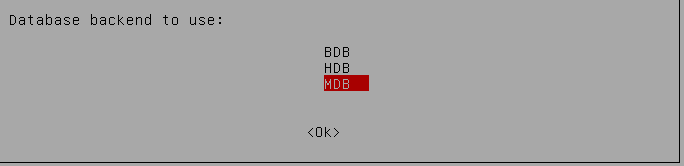 Database backend to use:
BDB
HDB
MDB
<Ok>